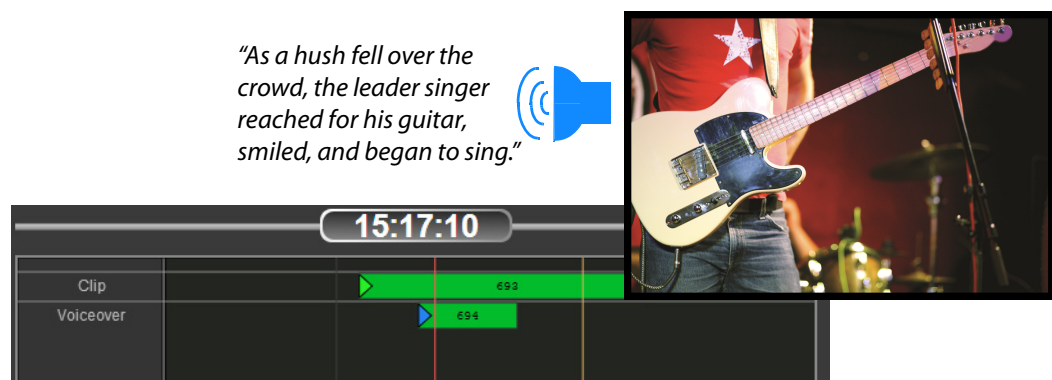 “As a hush fell over the
crowd, the leader singer
reached for his guitar,
smiled, and began to sing.”
15:17:10
Clip
693
Voiceover
694